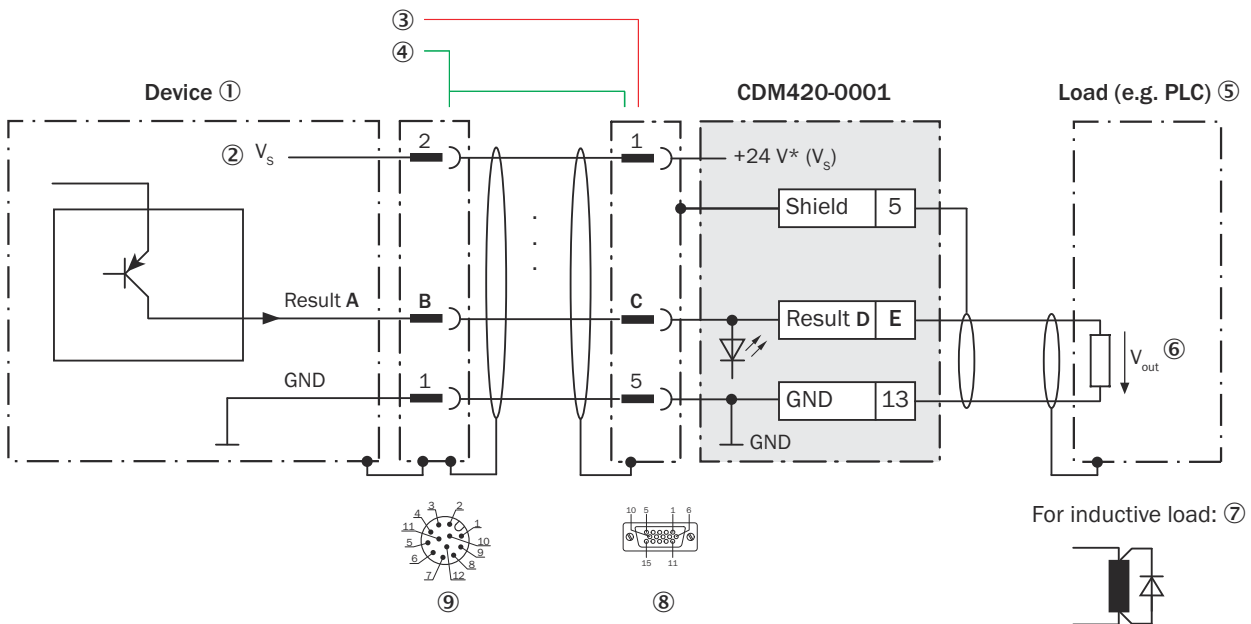 ③
④
Device ①
CDM420-0001
Load (e.g. PLC) ⑤
② Vs
2
1
+24 V* (Vs)
Shield 5
Result A
B
C
Result D E
Vout ⑥
GND
1
5
GND 13
GND
For inductive load: ⑦
3 2
4 1
11 10
5 9
6 8
7 12
10 5 1 6
15 11
⑨
⑧